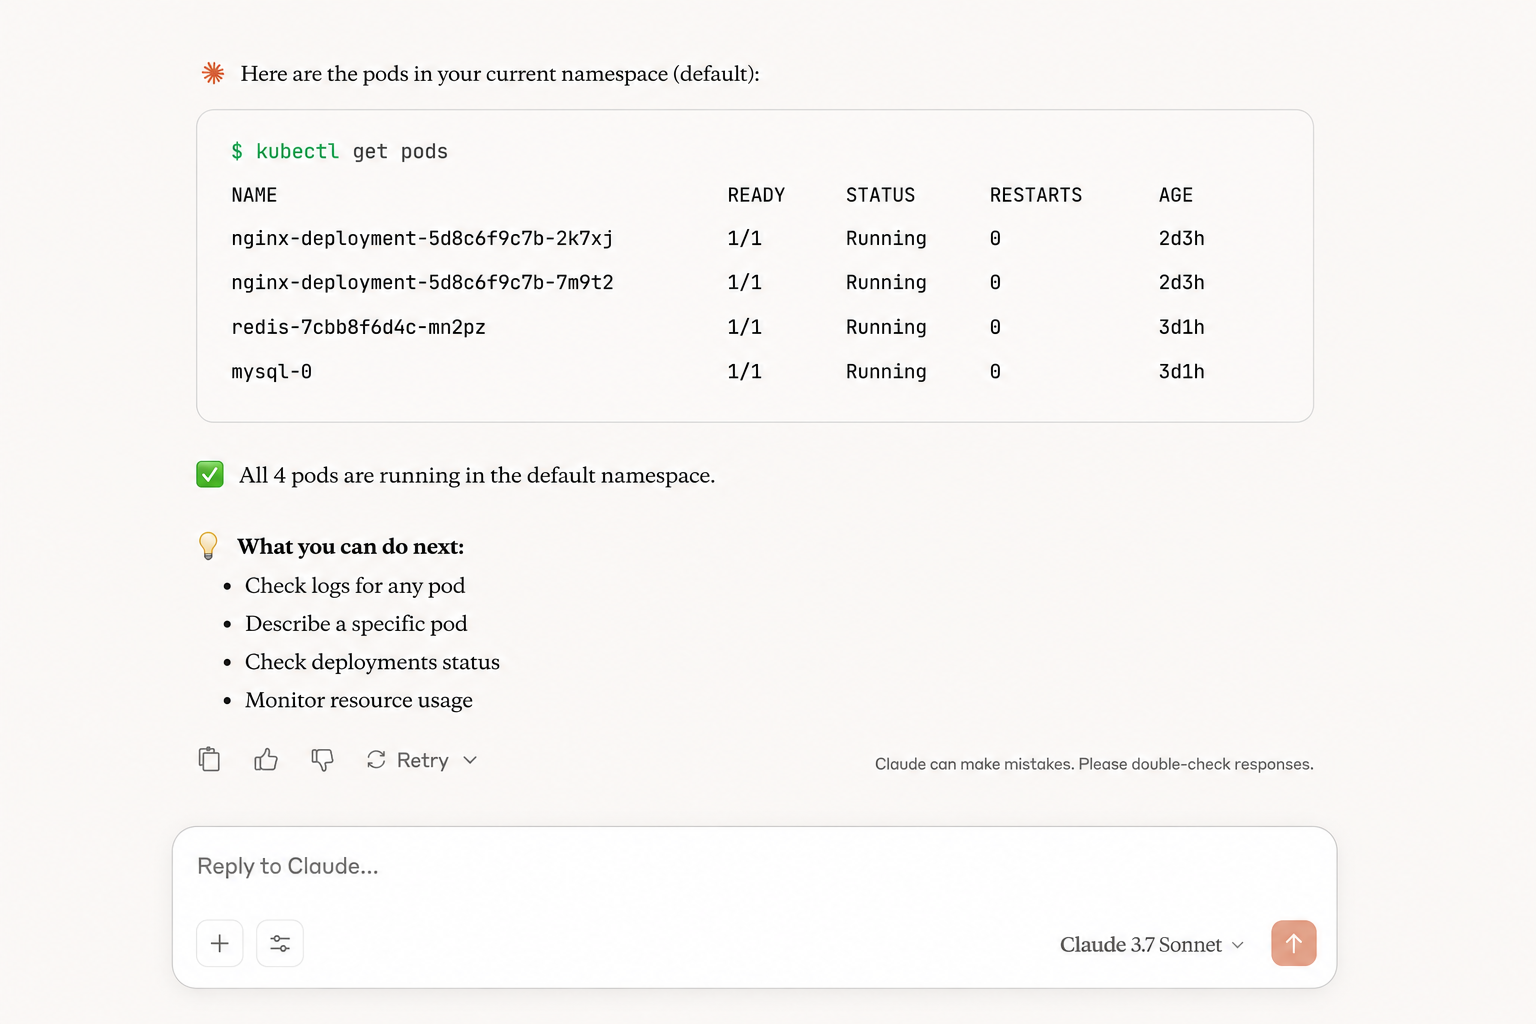 Here are the pods in your current namespace (default):
$ kubectl get pods
NAME READY STATUS RESTARTS AGE
nginx-deployment-5d8c6f9c7b-2k7xj 1/1 Running 0 2d3h
nginx-deployment-5d8c6f9c7b-7m9t2 1/1 Running 0 2d3h
redis-7cbb8f6d4c-mn2pz 1/1 Running 0 3d1h
mysql-0 1/1 Running 0 3d1h
✅ All 4 pods are running in the default namespace.
💡 What you can do next:
• Check logs for any pod
• Describe a specific pod
• Check deployments status
• Monitor resource usage
Retry
Claude can make mistakes. Please double-check responses.
Reply to Claude...
Claude 3.7 Sonnet